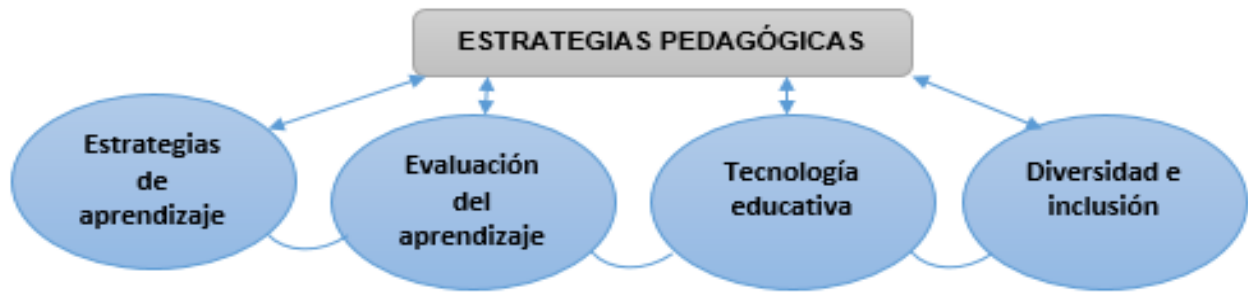 ESTRATEGIAS PEDAGÓGICAS
Estrategias
de
aprendizaje
Evaluación
del
aprendizaje
Tecnología
educativa
Diversidad e
inclusión